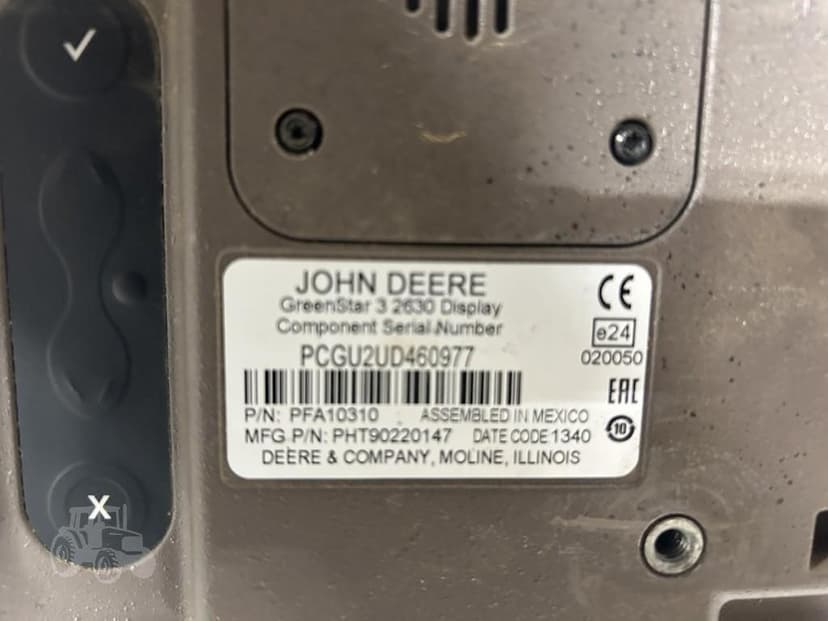 JOHN DEERE
GreenStar 3 2630 Display
Component Serial Number
PCGU2UD460977
P/N: PFA10310 ASSEMBLED IN MEXICO
MFG P/N: PHT90220147 DATE CODE 1340
DEERE & COMPANY, MOLINE, ILLINOIS
CE
e24
020050
EAC
10
X